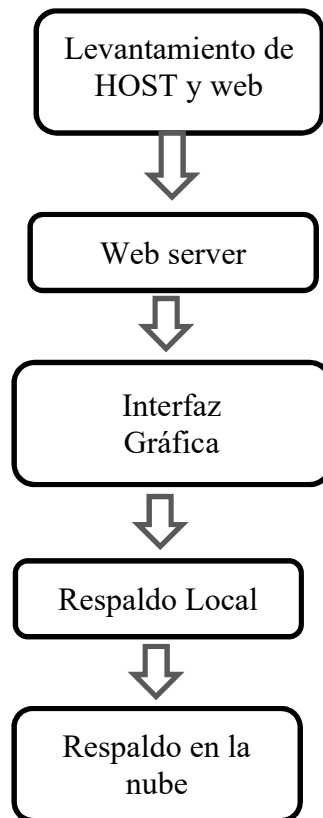 Levantamiento de
HOST y web
Web server
Interfaz
Gráfica
Respaldo Local
Respaldo en la
nube